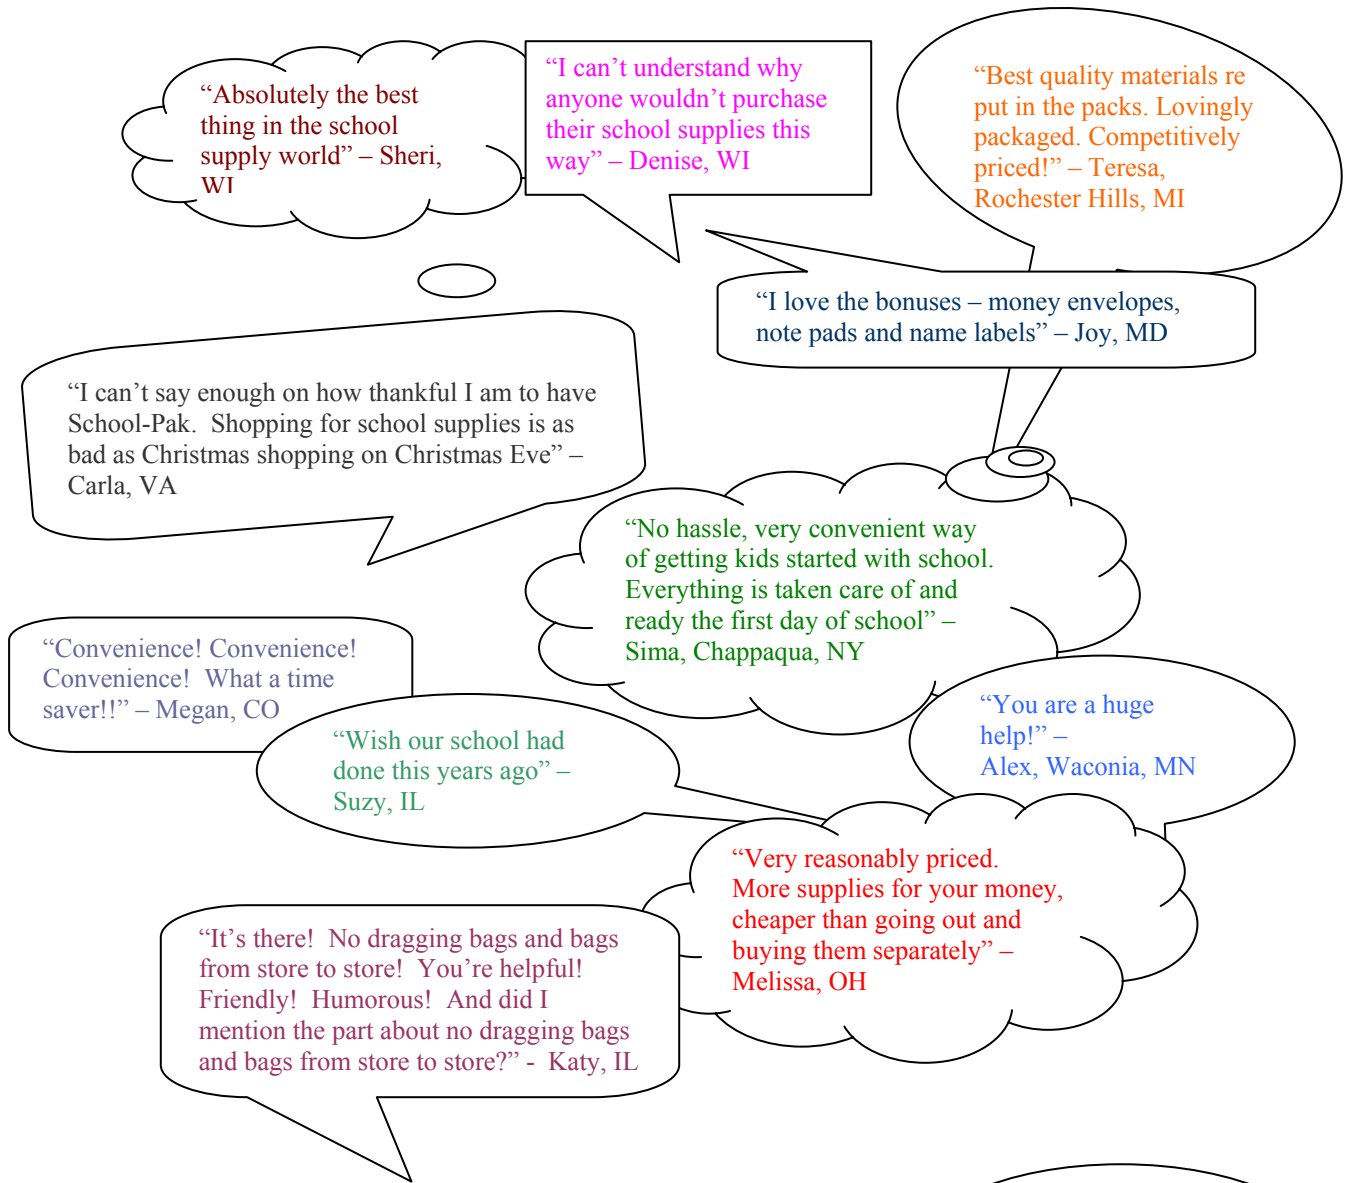 “Absolutely the best
thing in the school
supply world” – Sheri,
WI
“I can’t understand why
anyone wouldn’t purchase
their school supplies this
way” – Denise, WI
“Best quality materials re
put in the packs. Lovingly
packaged. Competitively
priced!” – Teresa,
Rochester Hills, MI
“I love the bonuses – money envelopes,
note pads and name labels” – Joy, MD
“I can’t say enough on how thankful I am to have
School-Pak.  Shopping for school supplies is as
bad as Christmas shopping on Christmas Eve” –
Carla, VA
“No hassle, very convenient way
of getting kids started with school.
Everything is taken care of and
ready the first day of school” –
Sima, Chappaqua, NY
“Convenience! Convenience!
Convenience!  What a time
saver!!” – Megan, CO
“You are a huge
help!” –
Alex, Waconia, MN
“Wish our school had
done this years ago” –
Suzy, IL
“Very reasonably priced.
More supplies for your money,
cheaper than going out and
buying them separately” –
Melissa, OH
“It’s there!  No dragging bags and bags
from store to store!  You’re helpful!
Friendly!  Humorous!  And did I
mention the part about no dragging bags
and bags from store to store?” -  Katy, IL